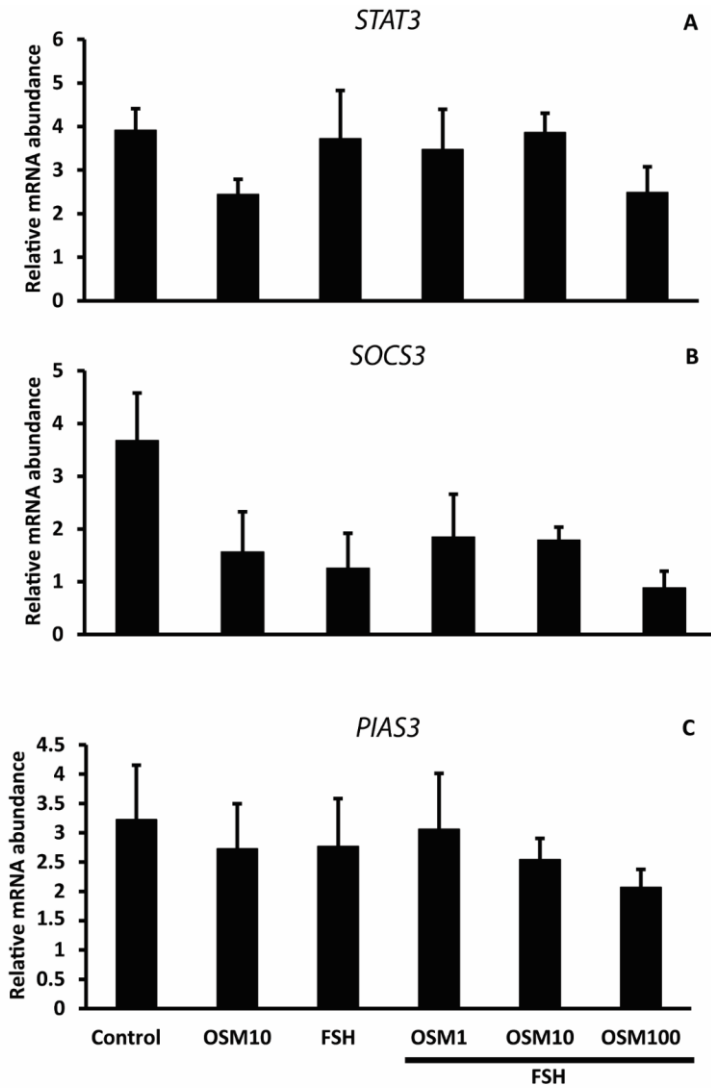 STAT3
A
Relative mRNA abundance
6
5
4
3
2
1
0
SOCS3
B
Relative mRNA abundance
5
4
3
2
1
0
PIAS3
C
Relative mRNA abundance
4.5
4
3.5
3
2.5
2
1.5
1
0.5
0
Control OSM10 FSH OSM1 OSM10 OSM100
FSH